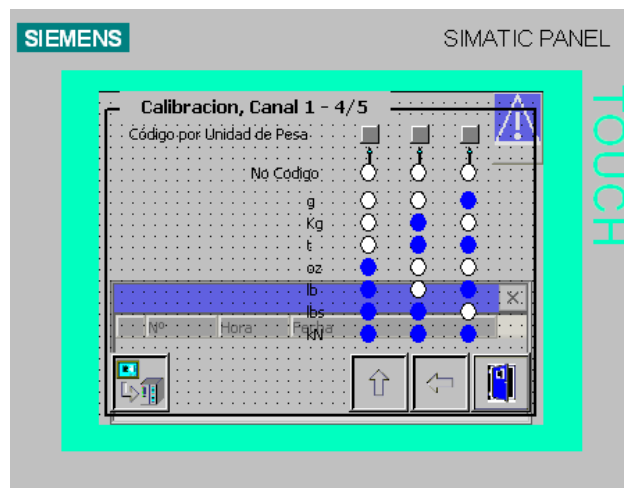 SIEMENS
SIMATIC PANEL
TOUCH
Calibracion, Canal 1 - 4/5
Código por Unidad de Pesa
No Codigo
g
Kg
t
oz
lb
lbs
Nº Hora Fecha
kN